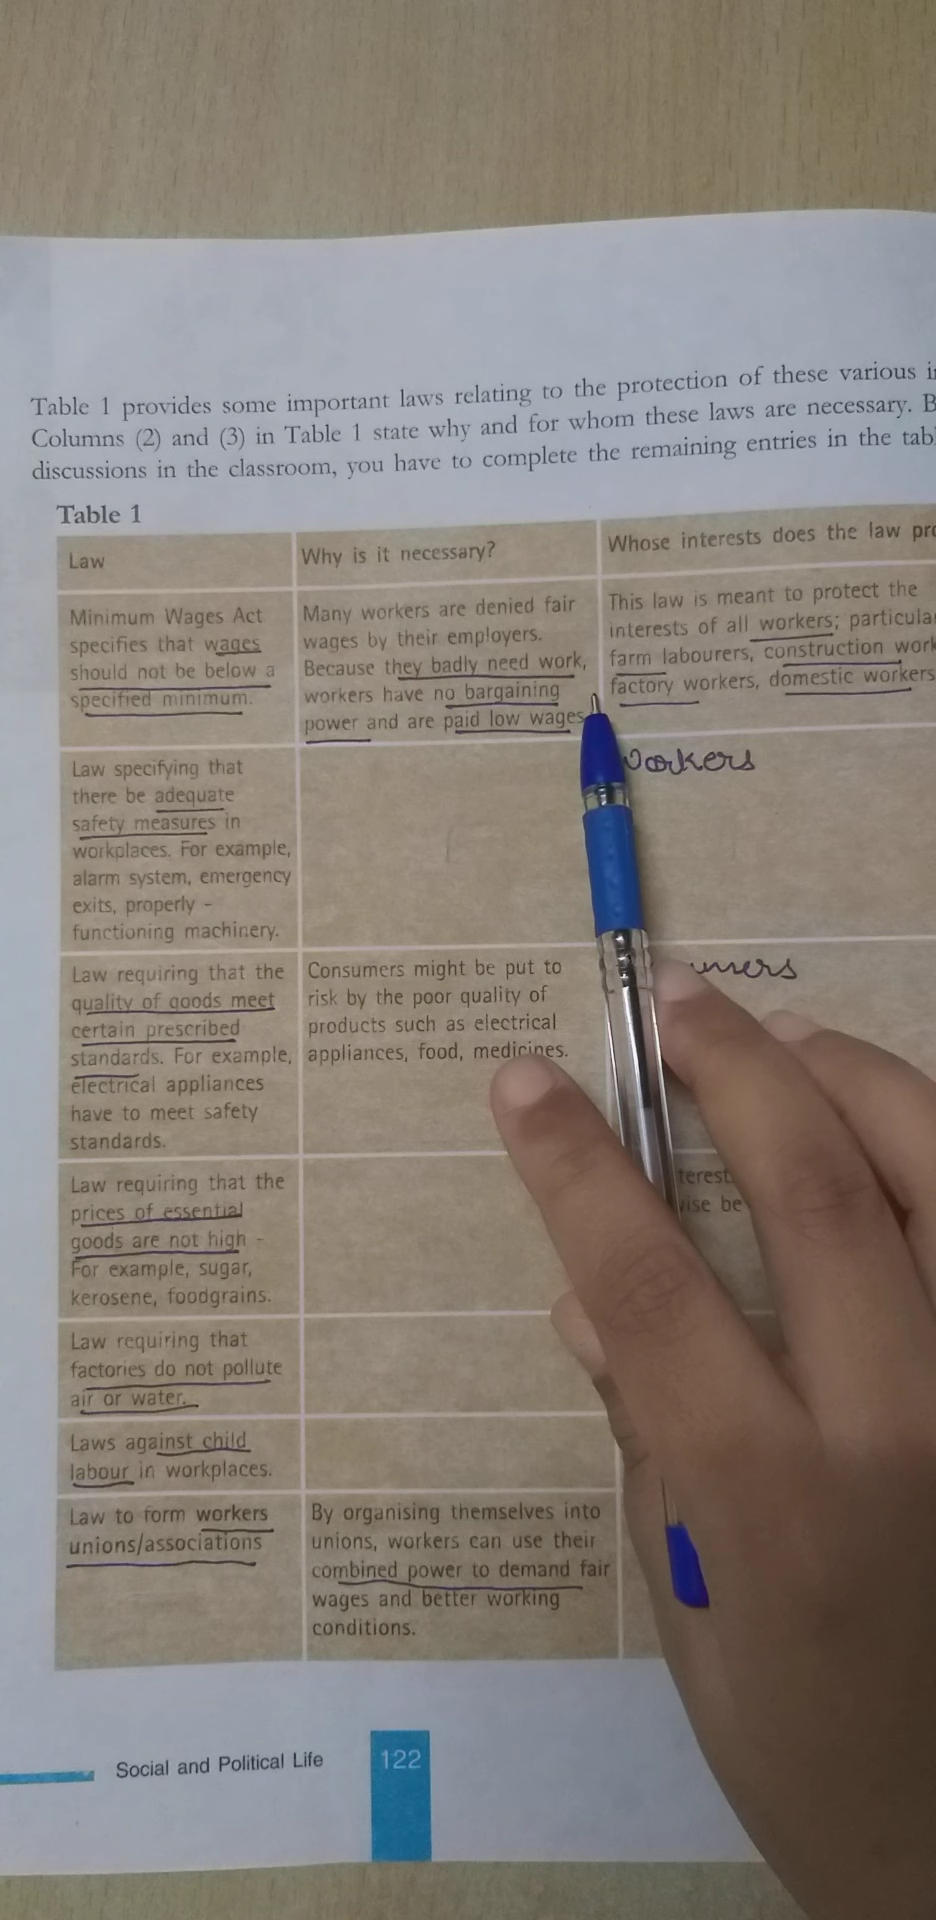 Table 1 provides some important laws relating to the protection of these various
Columns (2) and (3) in Table 1 state why and for whom these laws are necessary.
discussions in the classroom, you have to complete the remaining entries in the
Table 1
Law
Why is it necessary?
Whose interests does the law
Minimum Wages Act
specifies that wages
should not be below a
specified minimum.
Many workers are denied fair
wages by their employers.
Because they badly need work,
workers have no bargaining
power and are paid low wages
This law is meant to protect the
interests of all workers;
farm labourers, construction
factory workers, domestic workers
Law specifying that
there be adequate
safety measures in
workplaces. For example,
alarm system, emergency
exits, properly -
functioning machinery.
workers
Law requiring that the
quality of goods meet
certain prescribed
standards. For example,
electrical appliances
have to meet safety
standards.
Consumers might be put to
risk by the poor quality of
products such as electrical
appliances, food, medicines.
Law requiring that the
prices of essential
goods are not high -
For example, sugar,
kerosene, foodgrains.
be
Law requiring that
factories do not pollute
air or water.
Laws against child
labour in workplaces.
Law to form workers
unions/associations
By organising themselves into
unions, workers can use their
combined power to demand fair
wages and better working
conditions.
Social and Political Life
122